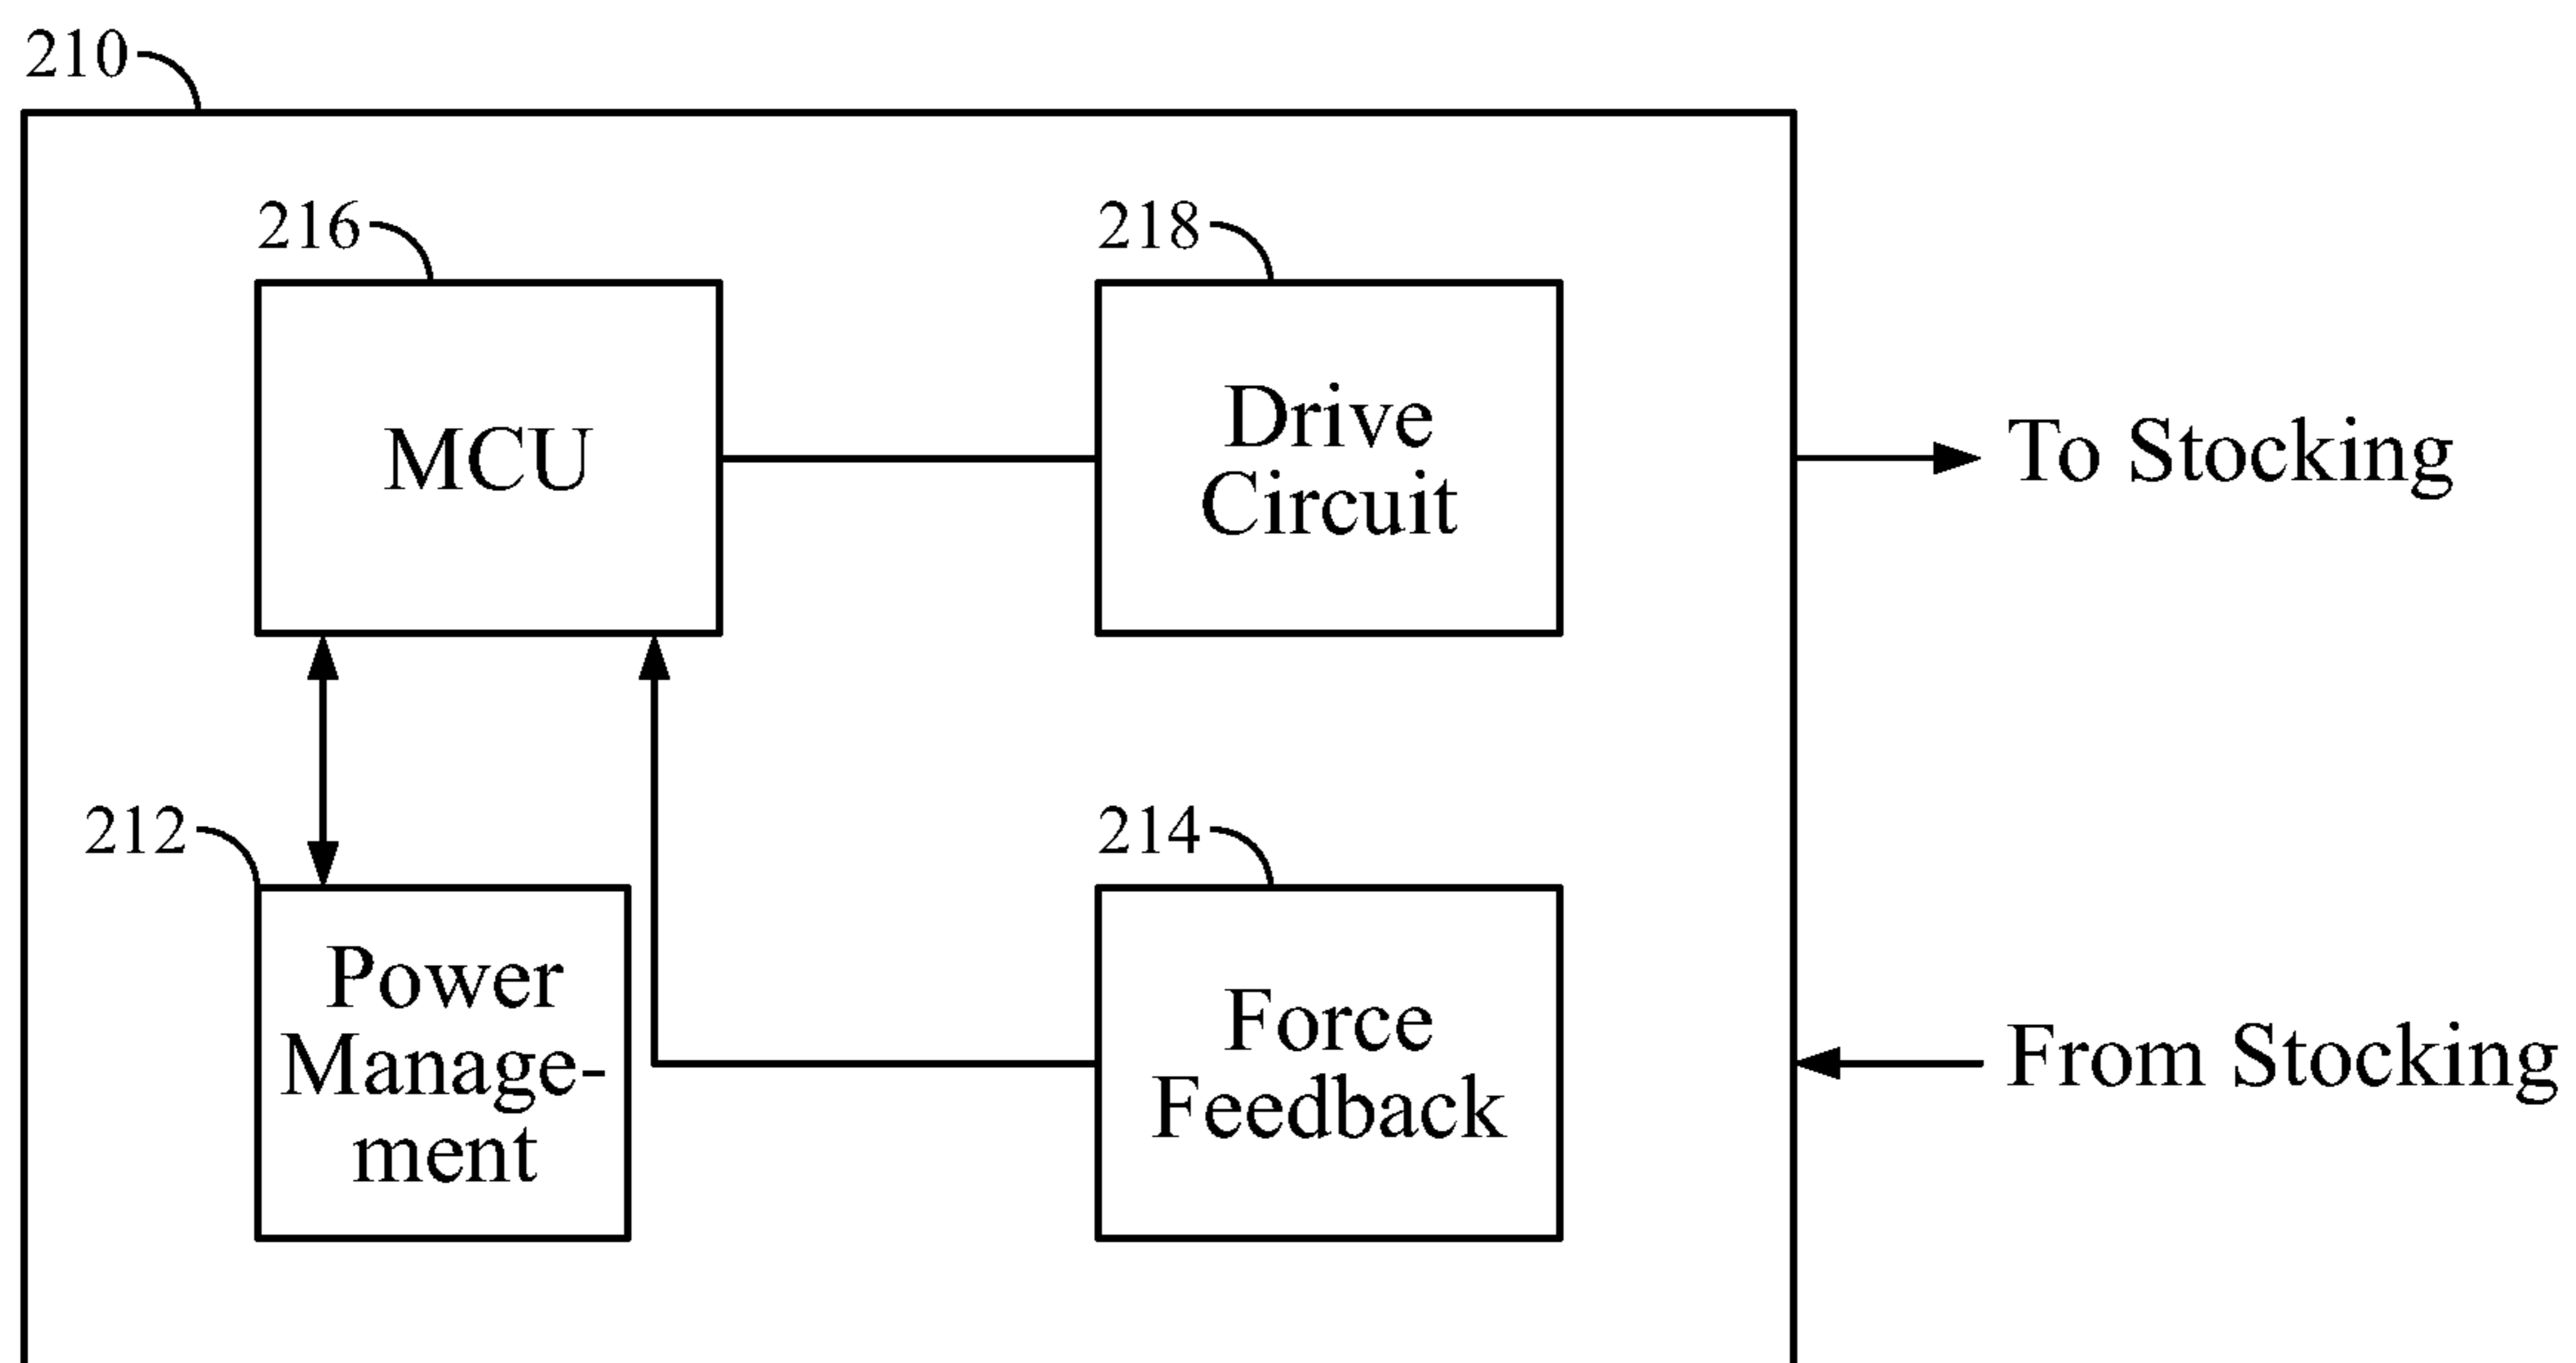 210
216
218
MCU
Drive
Circuit
To Stocking
212
214
Power
Manage-
ment
Force
Feedback
From Stocking